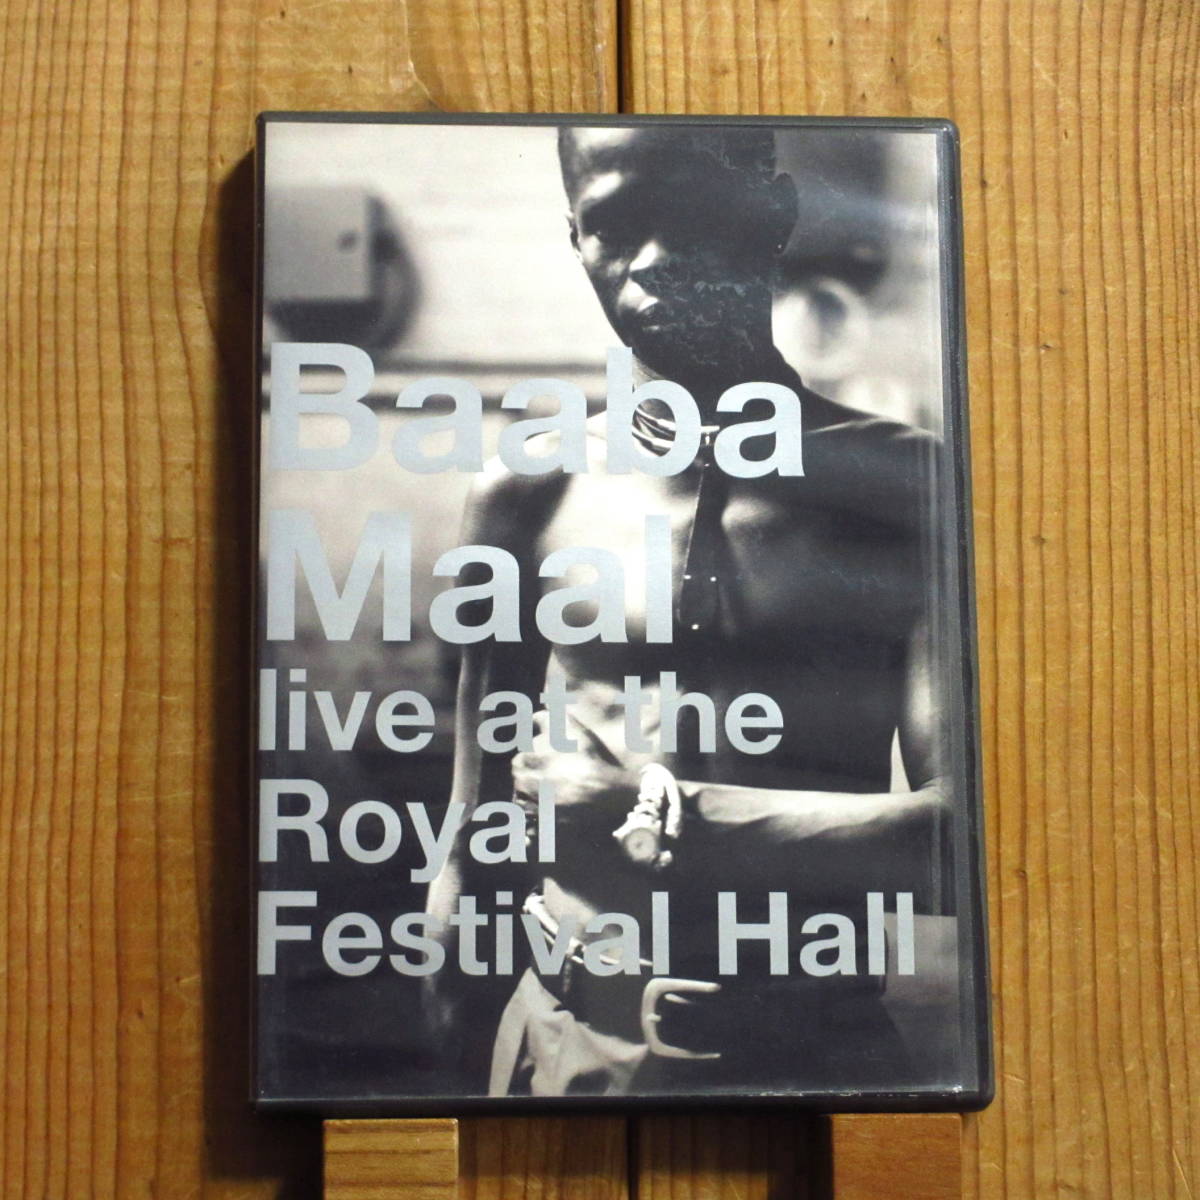 Baaba
Maal
live at the
Royal
Festival Hall